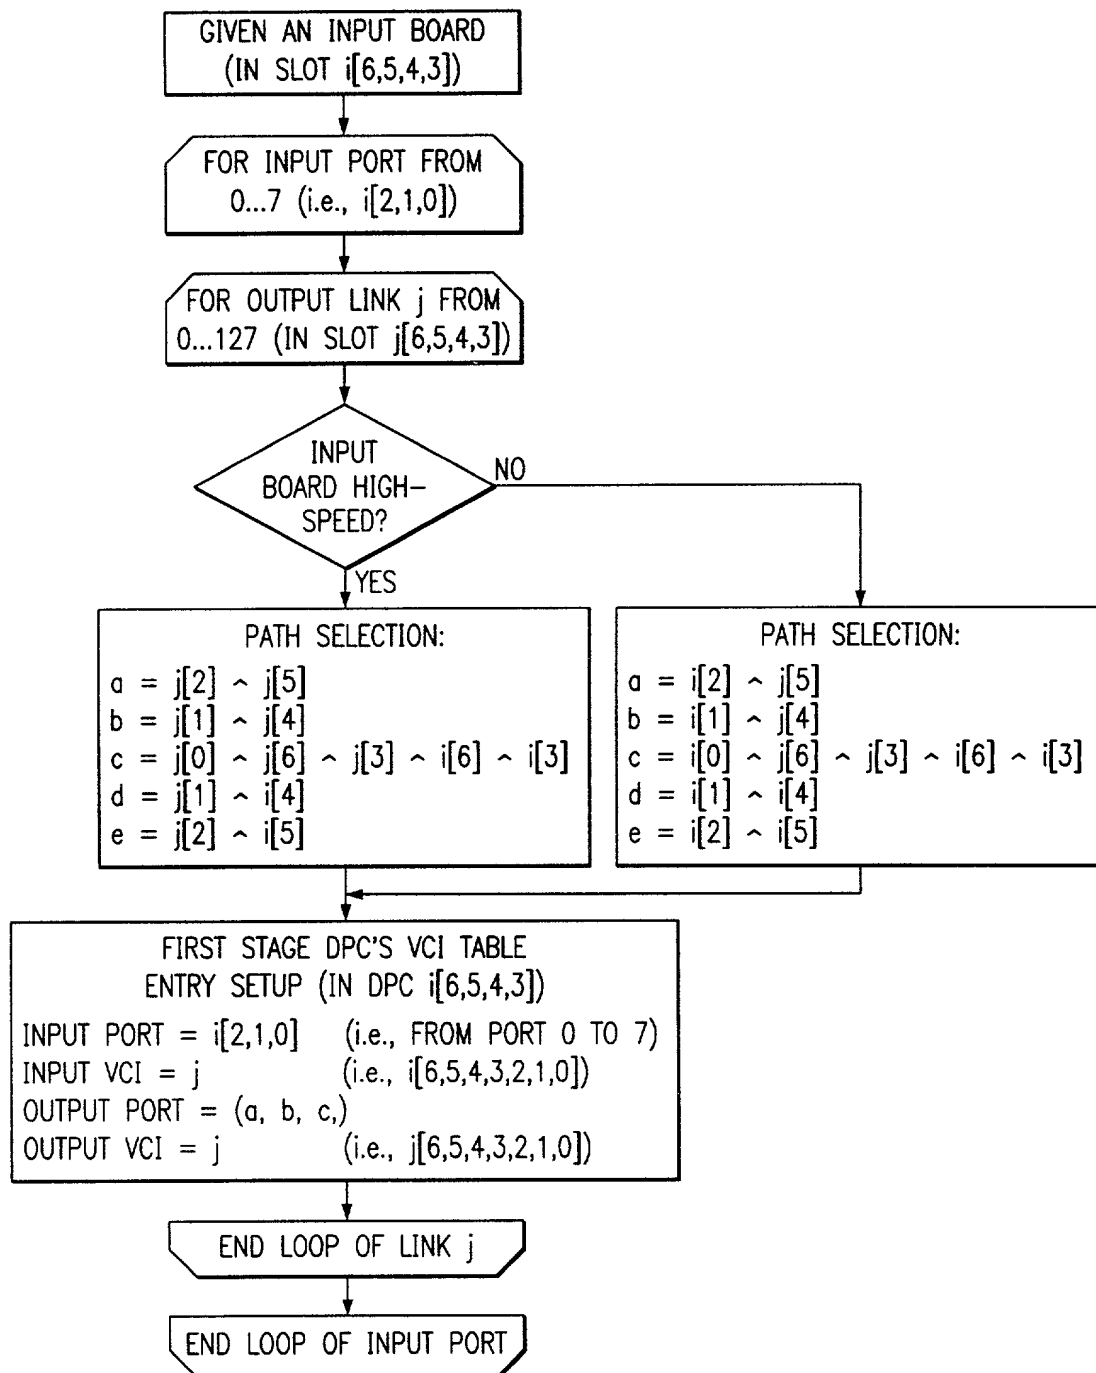 GIVEN AN INPUT BOARD
(IN SLOT i[6,5,4,3])
FOR INPUT PORT FROM
0...7 (i.e., i[2,1,0])
FOR OUTPUT LINK j FROM
0...127 (IN SLOT j[6,5,4,3])
INPUT
BOARD HIGH-
SPEED?
NO
YES
PATH SELECTION:
a = j[2] ^ j[5]
b = j[1] ^ j[4]
c = j[0] ^ j[6] ^ j[3] ^ i[6] ^ i[3]
d = j[1] ^ i[4]
e = j[2] ^ i[5]
PATH SELECTION:
a = i[2] ^ j[5]
b = i[1] ^ j[4]
c = i[0] ^ j[6] ^ j[3] ^ i[6] ^ i[3]
d = i[1] ^ i[4]
e = i[2] ^ i[5]
FIRST STAGE DPC'S VCI TABLE
ENTRY SETUP (IN DPC i[6,5,4,3])
INPUT PORT = i[2,1,0] (i.e., FROM PORT 0 TO 7)
INPUT VCI = j (i.e., i[6,5,4,3,2,1,0])
OUTPUT PORT = (a, b, c,)
OUTPUT VCI = j (i.e., j[6,5,4,3,2,1,0])
END LOOP OF LINK j
END LOOP OF INPUT PORT